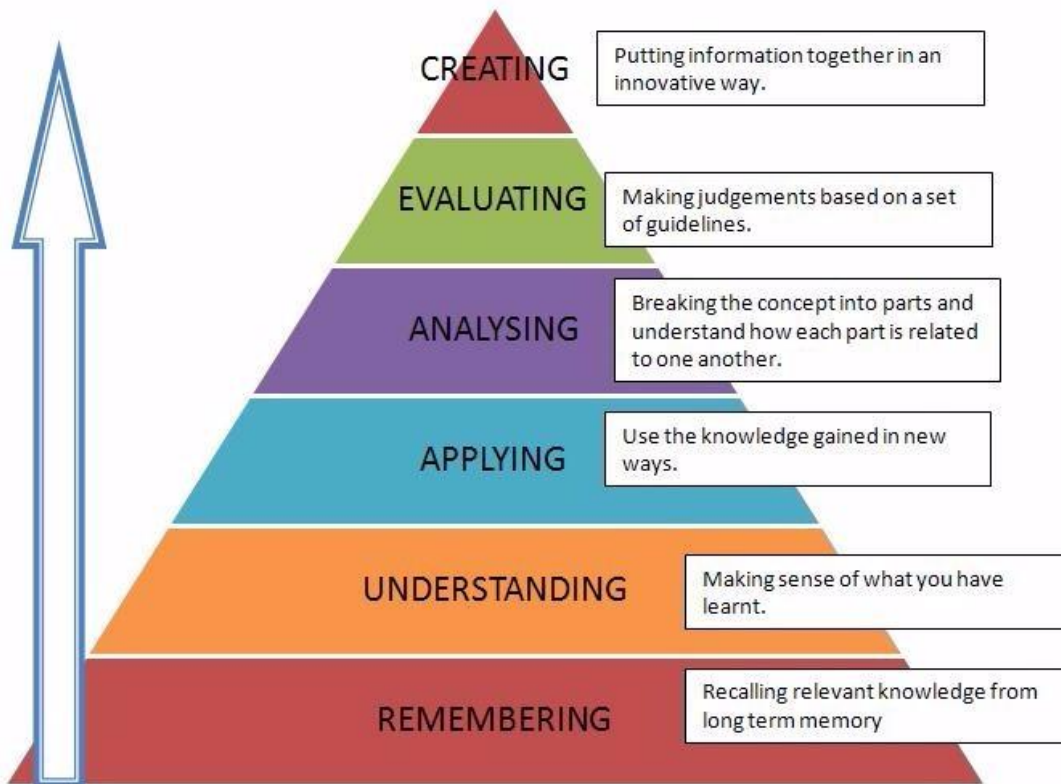 CREATING
Putting information together in an
innovative way.
EVALUATING
Making judgements based on a set
of guidelines.
ANALYSING
Breaking the concept into parts and
understand how each part is related
to one another.
APPLYING
Use the knowledge gained in new
ways.
UNDERSTANDING
Making sense of what you have
learnt.
REMEMBERING
Recalling relevant knowledge from
long term memory